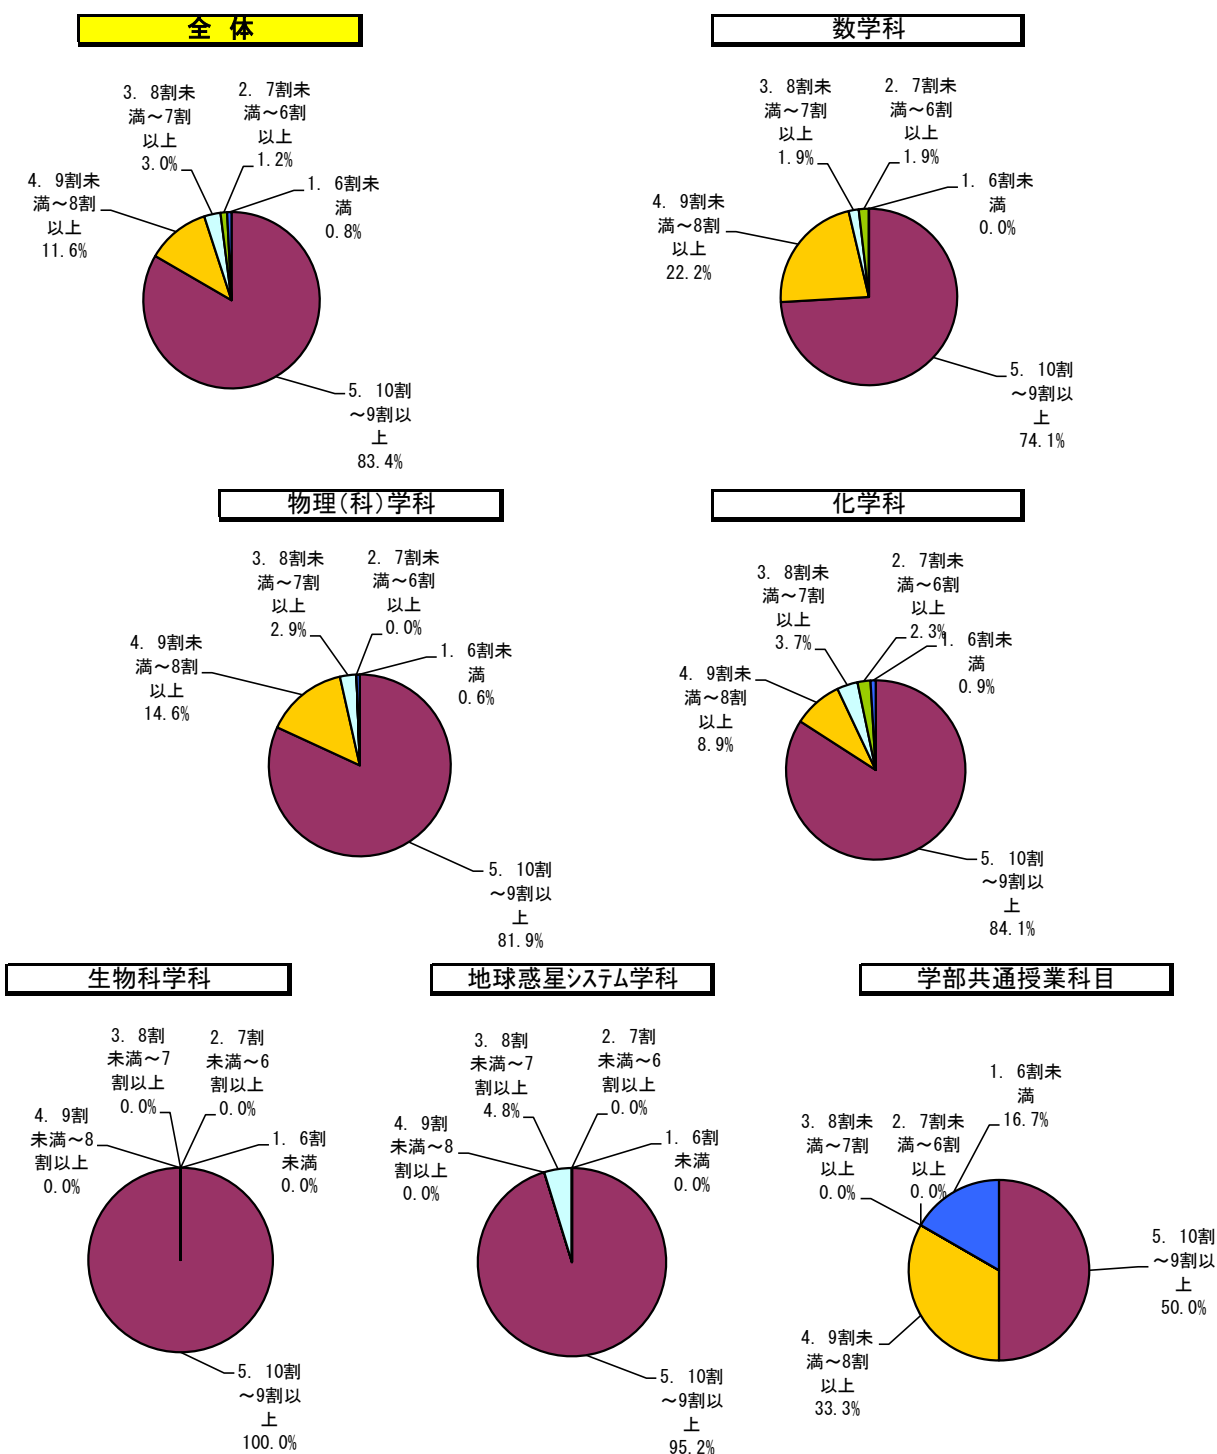 全 体
3. 8割未
満～7割
以上
3.0%
2. 7割未
満～6割
以上
1.2%
4. 9割未
満～8割
以上
11.6%
1. 6割未
満
0.8%
5. 10割
～9割以
上
83.4%
数学科
3. 8割未
満～7割
以上
1.9%
2. 7割未
満～6割
以上
1.9%
4. 9割未
満～8割
以上
22.2%
1. 6割未
満
0.0%
5. 10割
～9割以
上
74.1%
物理(科)学科
3. 8割未
満～7割
以上
2.9%
2. 7割未
満～6割
以上
0.0%
4. 9割未
満～8割
以上
14.6%
1. 6割未
満
0.6%
5. 10割
～9割以
上
81.9%
化学科
3. 8割未
満～7割
以上
3.7%
2. 7割未
満～6割
以上
2.3%
1. 6割未
満
0.9%
4. 9割未
満～8割
以上
8.9%
5. 10割
～9割以
上
84.1%
生物科学科
3. 8割
未満～7
割以上
0.0%
2. 7割
未満～6
割以上
0.0%
4. 9割
未満～8
割以上
0.0%
1. 6割
未満
0.0%
5. 10割
～9割以
上
100.0%
地球惑星システム学科
3. 8割
未満～7
割以上
4.8%
2. 7割
未満～6
割以上
0.0%
4. 9割
未満～8
割以上
0.0%
1. 6割
未満
0.0%
5. 10割
～9割以
上
95.2%
学部共通授業科目
1. 6割未
満
16.7%
3. 8割未
満～7割
以上
0.0%
2. 7割未
満～6割
以上
0.0%
5. 10割
～9割以
上
50.0%
4. 9割未
満～8割
以上
33.3%